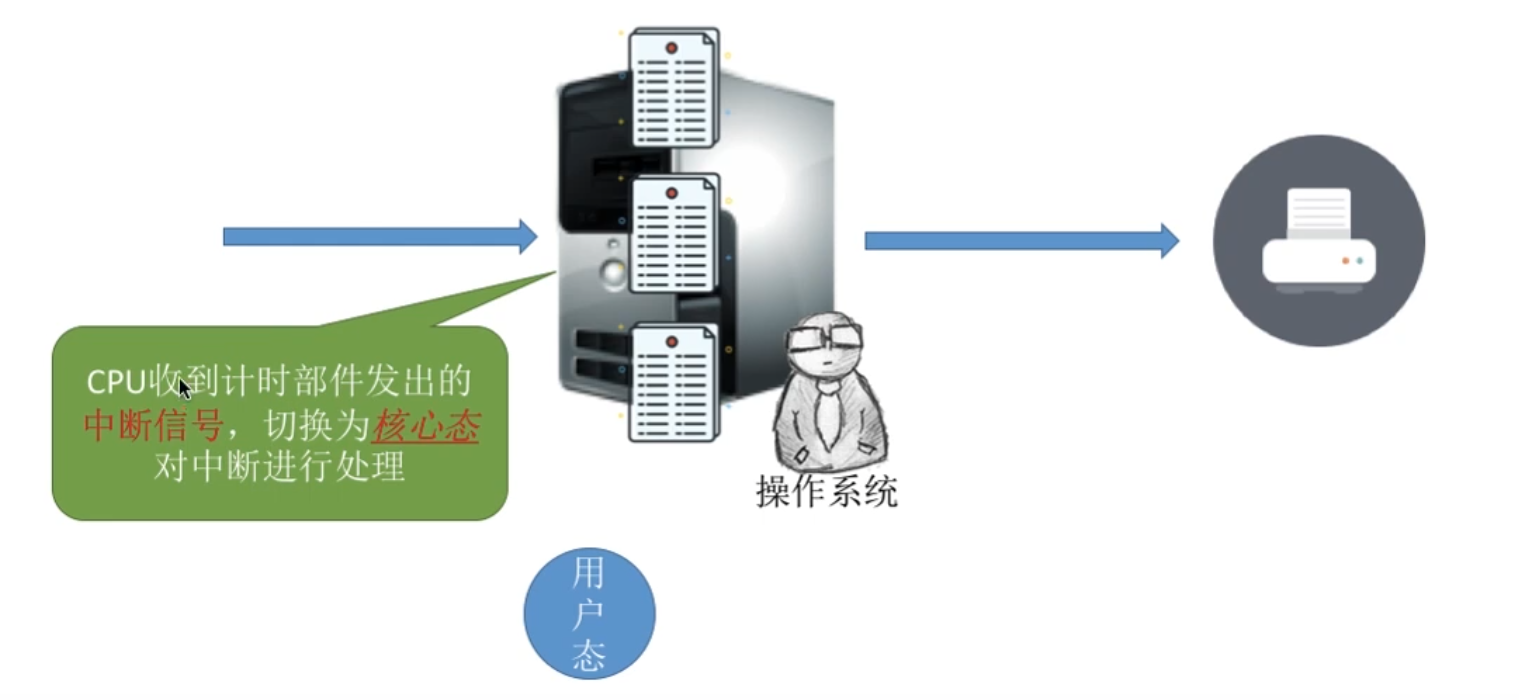 CPU收到计时部件发出的
中断信号，切换为核心态
对中断进行处理
操作系统
用
户
态